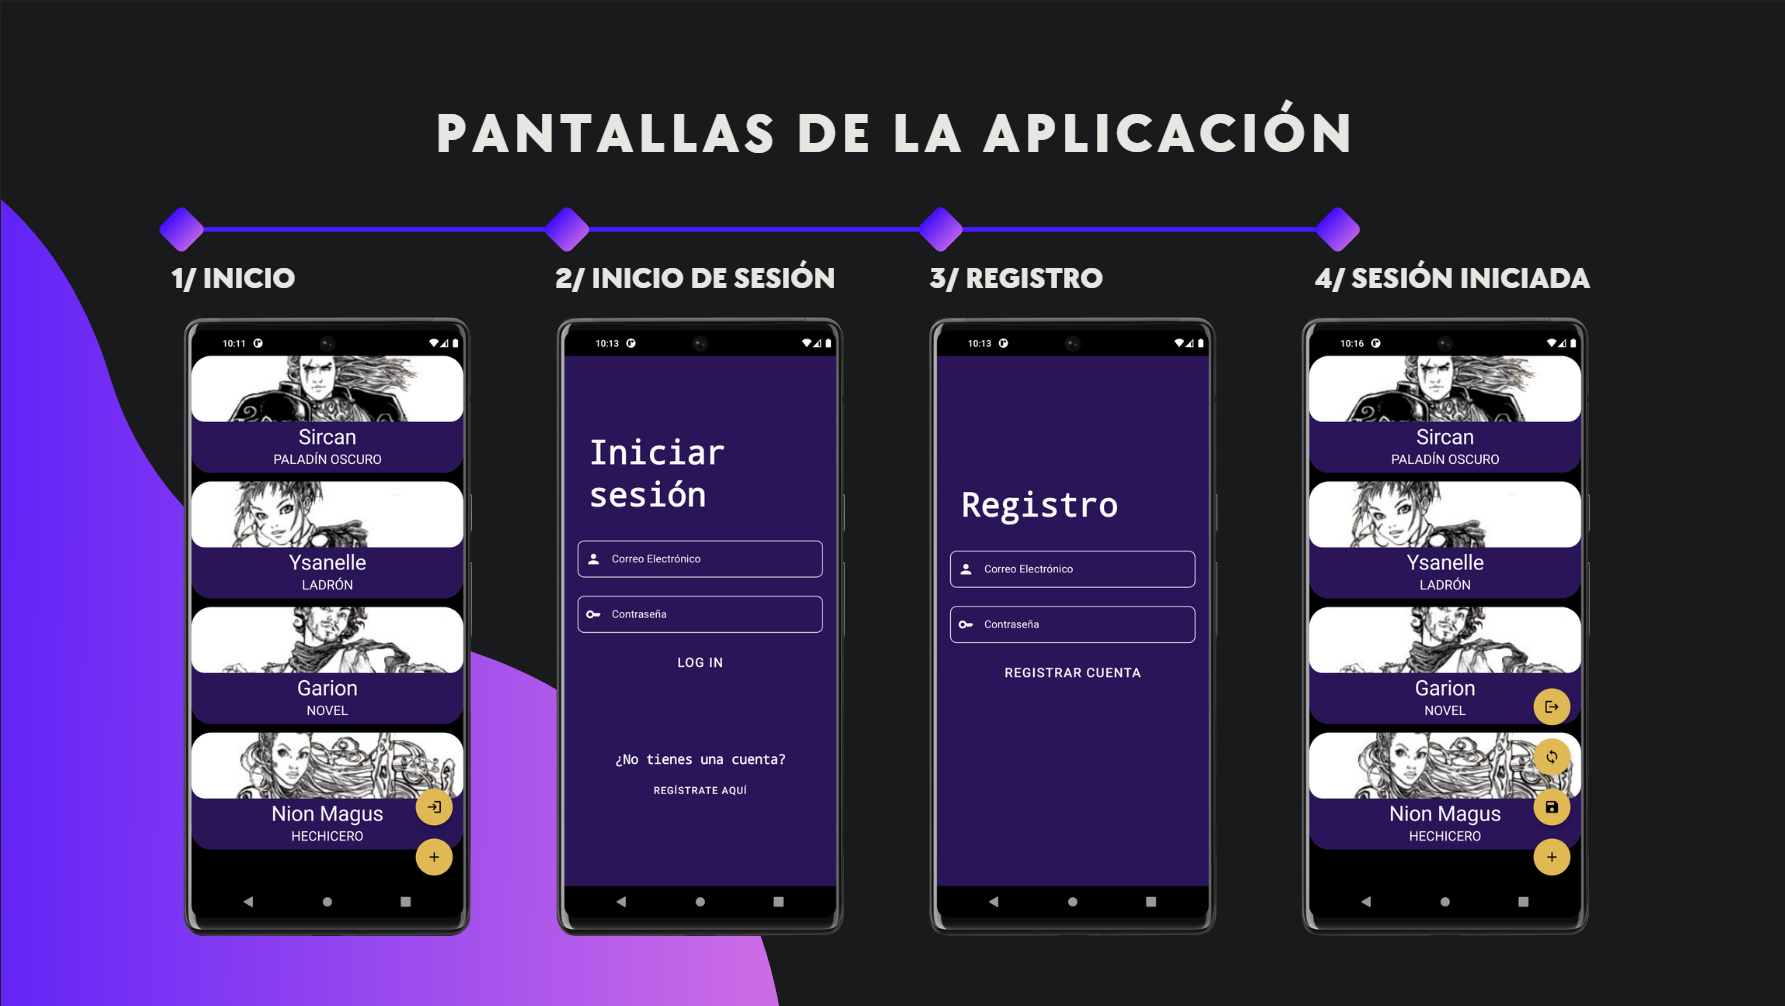 PANTALLAS DE LA APLICACIÓN
1/ INICIO
10:11
Sircan
PALADÍN OSCURO
Ysanelle
LADRÓN
Garion
NOVEL
Nion Magus
HECHICERO
2/ INICIO DE SESIÓN
10:13
Iniciar
sesión
Correo Electrónico
Contraseña
LOG IN
¿No tienes una cuenta?
REGÍSTRATE AQUÍ
3/ REGISTRO
10:13
Registro
Correo Electrónico
Contraseña
REGISTRAR CUENTA
4/ SESIÓN INICIADA
10:16
Sircan
PALADÍN OSCURO
Ysanelle
LADRÓN
Garion
NOVEL
Nion Magus
HECHICERO